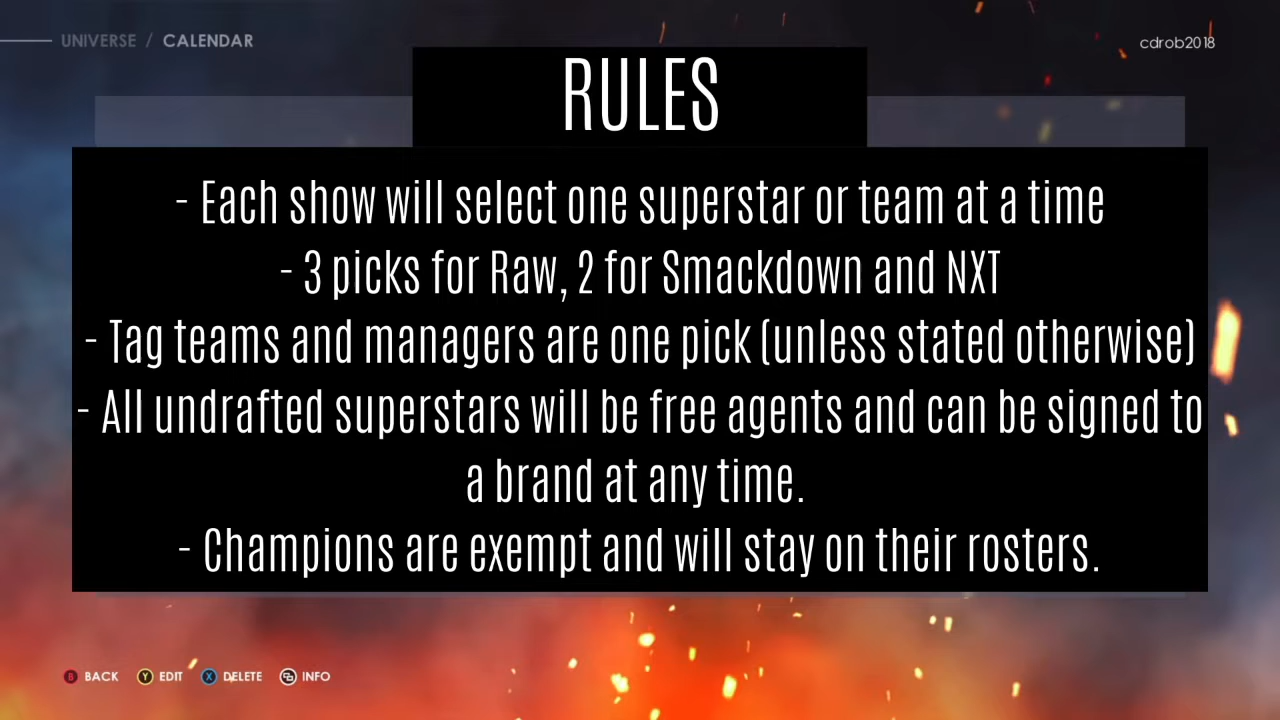 UNIVERSE / CALENDAR
cdrob2018
RULES
- Each show will select one superstar or team at a time
- 3 picks for Raw, 2 for Smackdown and NXT
- Tag teams and managers are one pick (unless stated otherwise)
- All undrafted superstars will be free agents and can be signed to
a brand at any time.
- Champions are exempt and will stay on their rosters.
B BACK Y EDIT X DELETE INFO